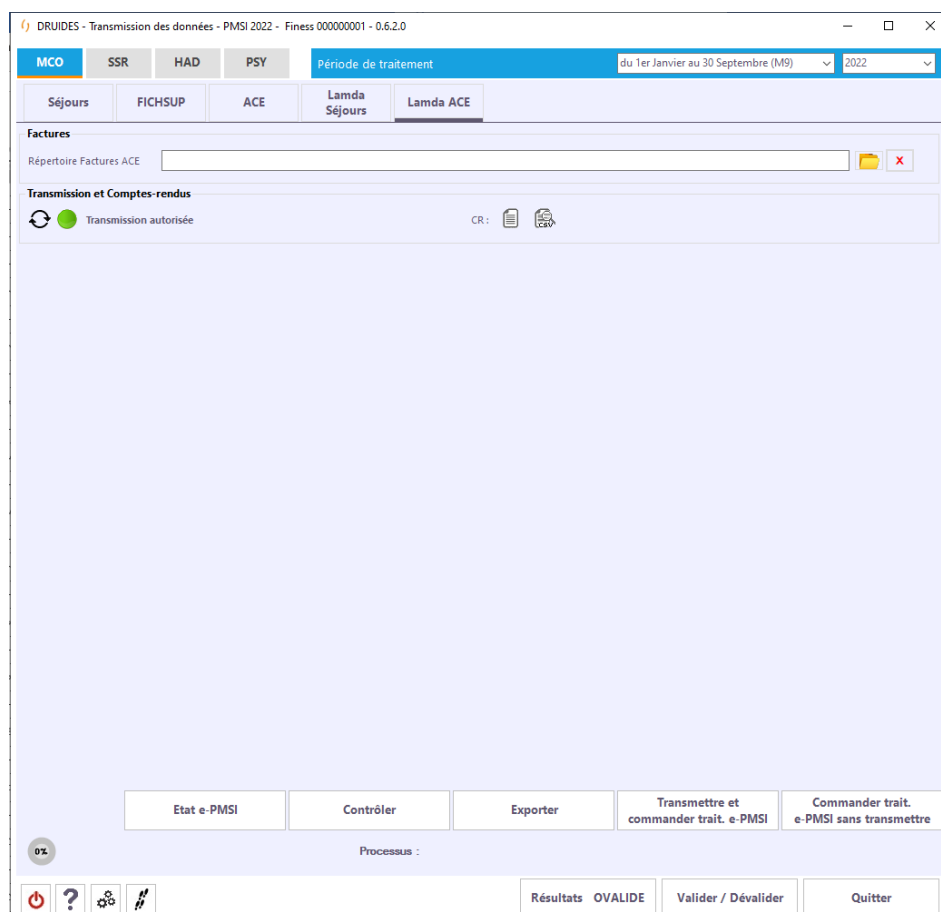 DRUIDES - Transmission des données - PMSI 2022 - Finess 000000001 - 0.6.2.0
MCO SSR HAD PSY Période de traitement du 1er Janvier au 30 Septembre (M9) 2022
Séjours FICHSUP ACE Lamda Séjours Lamda ACE
Factures
Répertoire Factures ACE X
Transmission et Comptes-rendus
Transmission autorisée CR : CSV
Etat e-PMSI Contrôler Exporter Transmettre et commander trait. e-PMSI Commander trait. e-PMSI sans transmettre
0% Processus :
? Résultats OVALIDE Valider / Dévalider Quitter